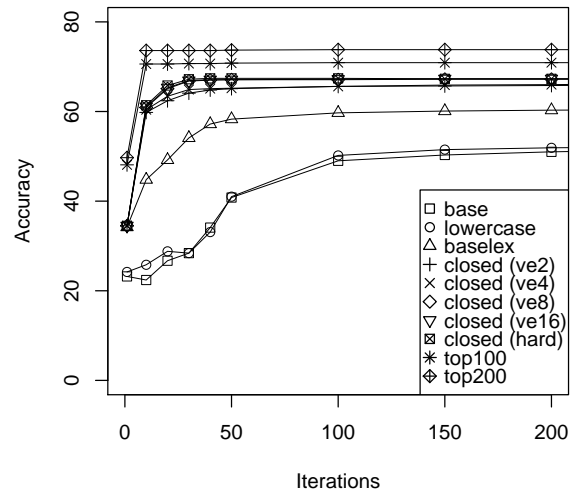 80
60
40
20
0
Accuracy
base
lowercase
baselex
closed (ve2)
closed (ve4)
closed (ve8)
closed (ve16)
closed (hard)
top100
top200
0 50 100 150 200
Iterations